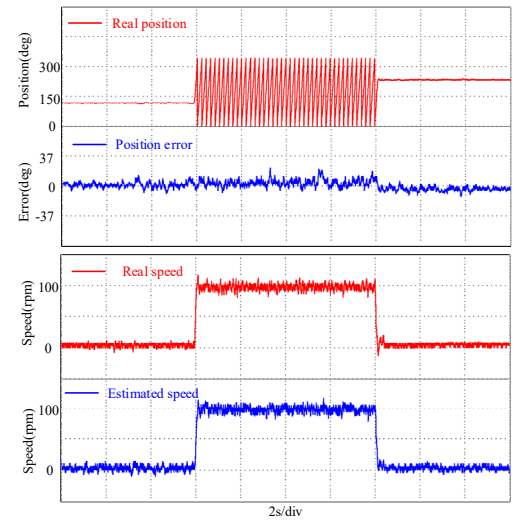 Real position
Position(deg)
300
150
0
Position error
Error(deg)
37
0
-37
Real speed
Speed(rpm)
100
0
Estimated speed
Speed(rpm)
100
0
2s/div